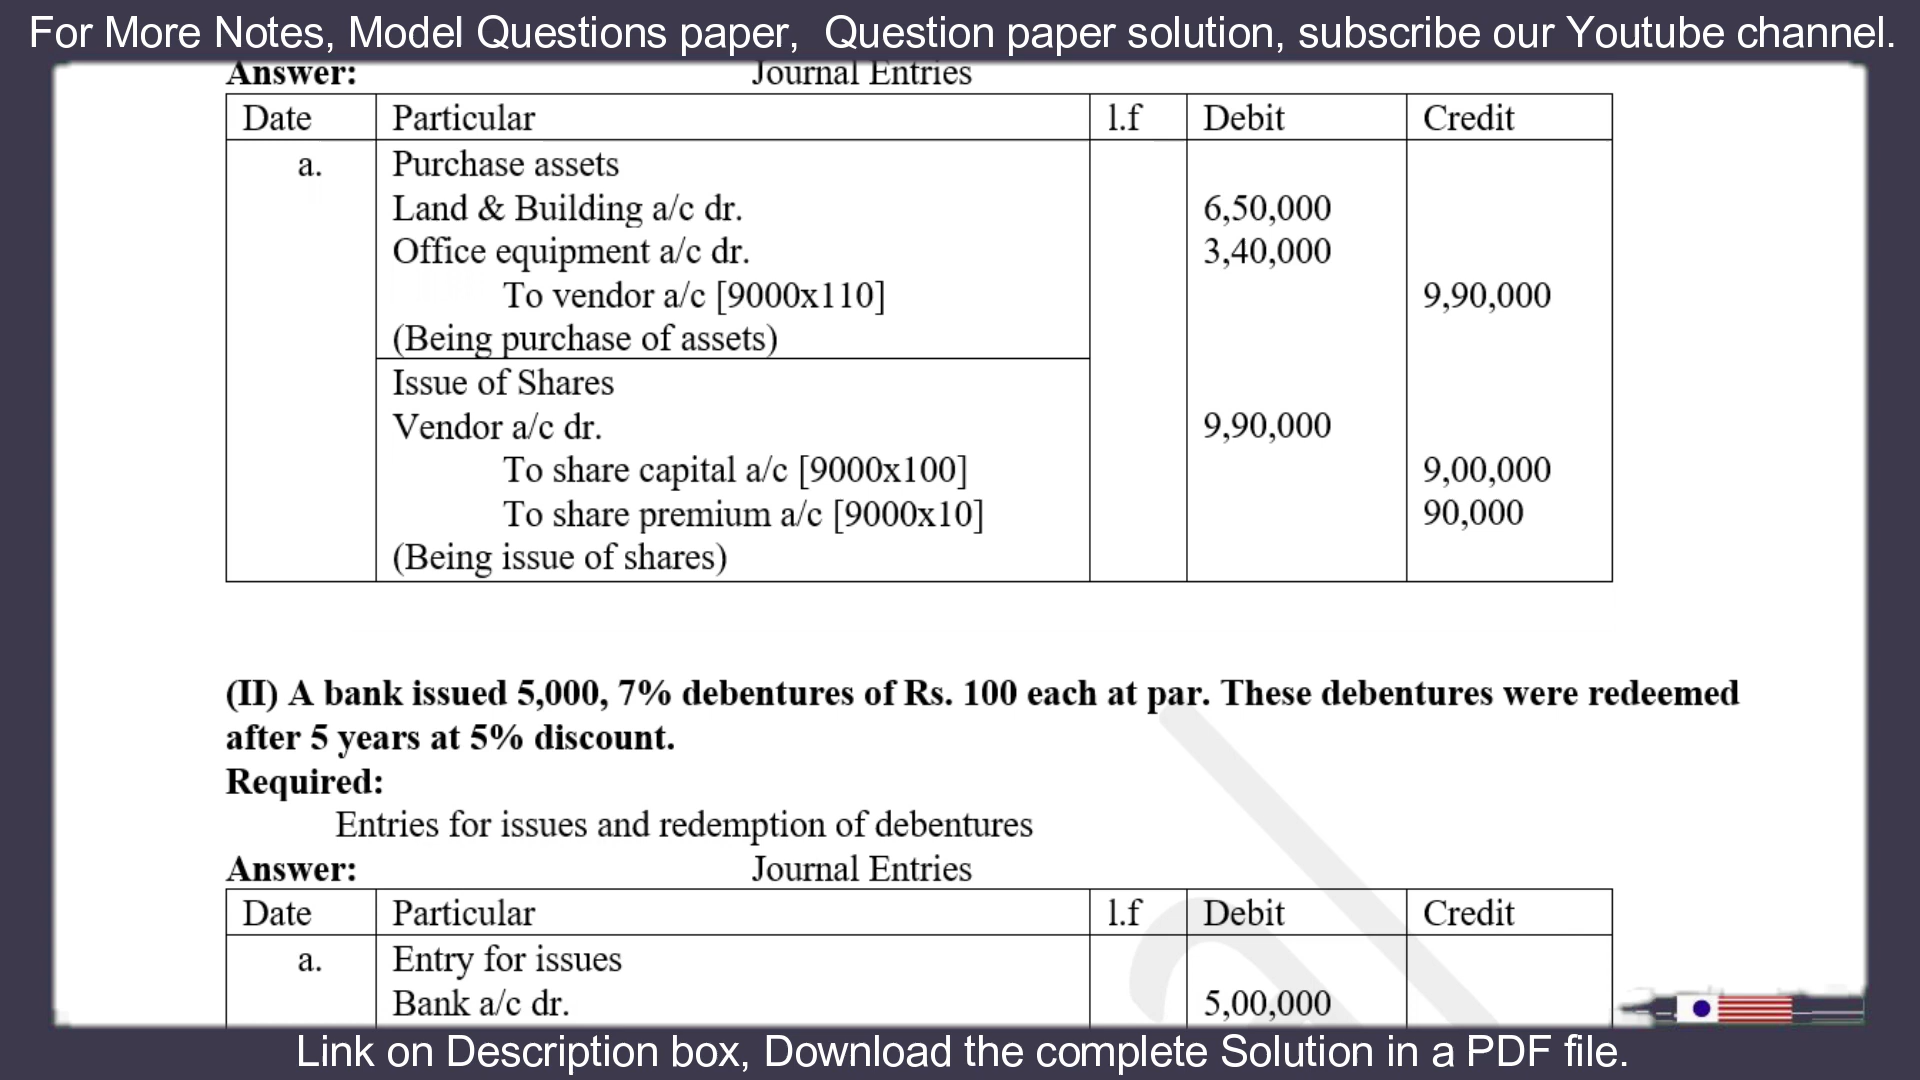 For More Notes, Model Questions paper,  Question paper solution, subscribe our Youtube channel.
Answer: Journal Entries
Date Particular l.f Debit Credit
a. Purchase assets
Land & Building a/c dr. 6,50,000
Office equipment a/c dr. 3,40,000
To vendor a/c [9000x110] 9,90,000
(Being purchase of assets)
Issue of Shares
Vendor a/c dr. 9,90,000
To share capital a/c [9000x100] 9,00,000
To share premium a/c [9000x10] 90,000
(Being issue of shares)
(II) A bank issued 5,000, 7% debentures of Rs. 100 each at par. These debentures were redeemed
after 5 years at 5% discount.
Required:
Entries for issues and redemption of debentures
Answer: Journal Entries
Date Particular l.f Debit Credit
a. Entry for issues
Bank a/c dr. 5,00,000
Link on Description box, Download the complete Solution in a PDF file.